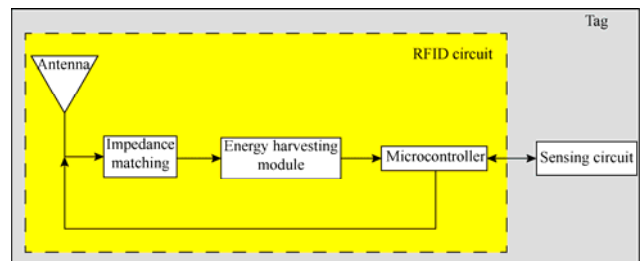 Tag
RFID circuit
Antenna
Impedance
matching
Energy harvesting
module
Microcontroller
Sensing circuit